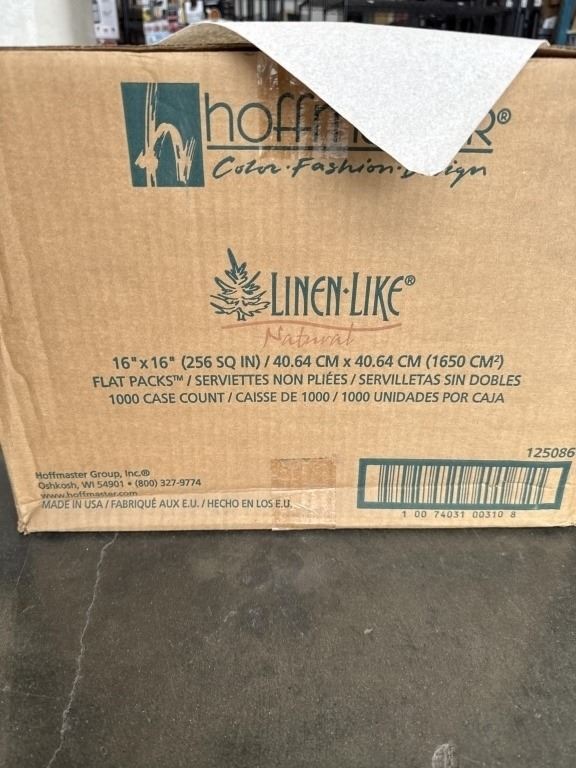 hoffmaster®
Color·Fashion·Design
LINEN·LIKE®
Natural
16" x 16" (256 SQ IN) / 40.64 CM x 40.64 CM (1650 CM²)
FLAT PACKS™ / SERVIETTES NON PLIÉES / SERVILLETAS SIN DOBLES
1000 CASE COUNT / CAISSE DE 1000 / 1000 UNIDADES POR CAJA
125086
Hoffmaster Group, Inc.®
Oshkosh, WI 54901 • (800) 327-9774
www.hoffmaster.com
MADE IN USA / FABRIQUÉ AUX E.U. / HECHO EN LOS E.U.
1 00 74031 00310 8